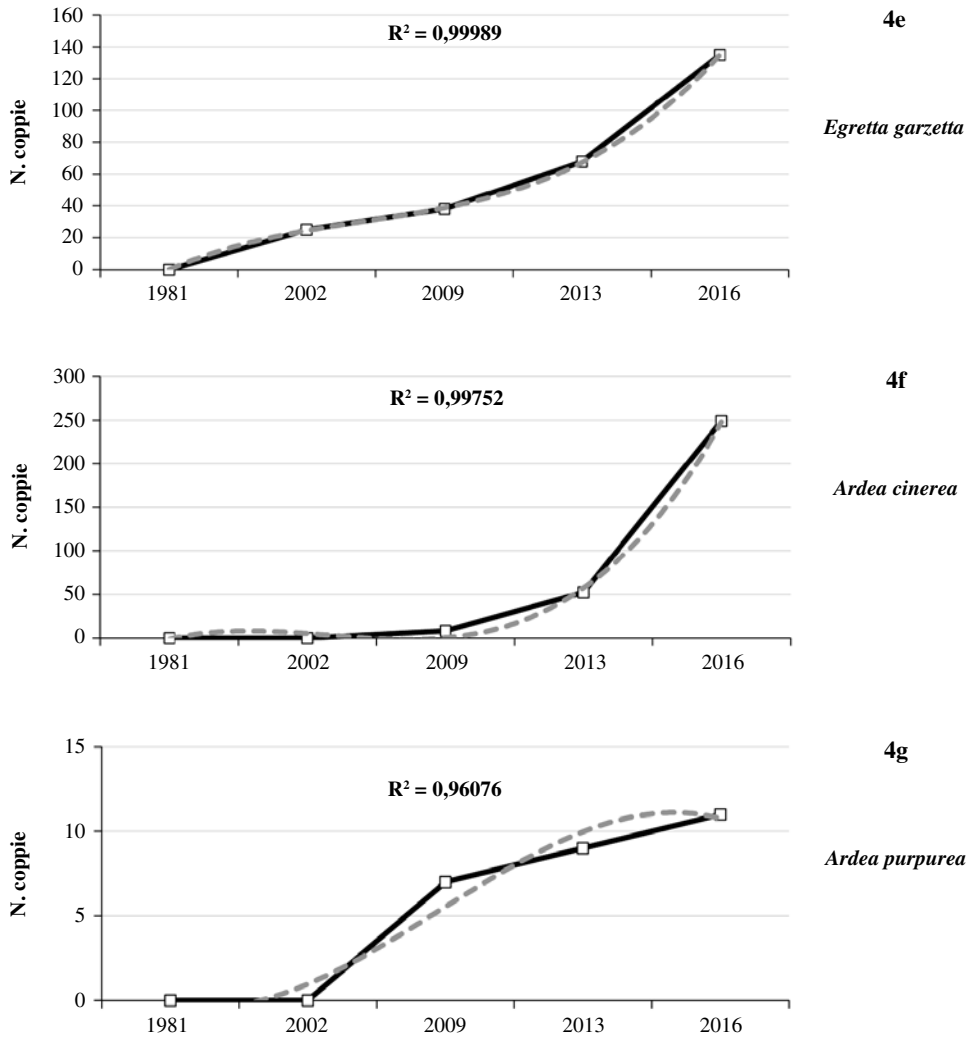 4e
R² = 0,99989
N. coppie
160
140
120
100
80
60
40
20
0
1981 2002 2009 2013 2016
Egretta garzetta
4f
R² = 0,99752
N. coppie
300
250
200
150
100
50
0
1981 2002 2009 2013 2016
Ardea cinerea
4g
R² = 0,96076
N. coppie
15
10
5
0
1981 2002 2009 2013 2016
Ardea purpurea